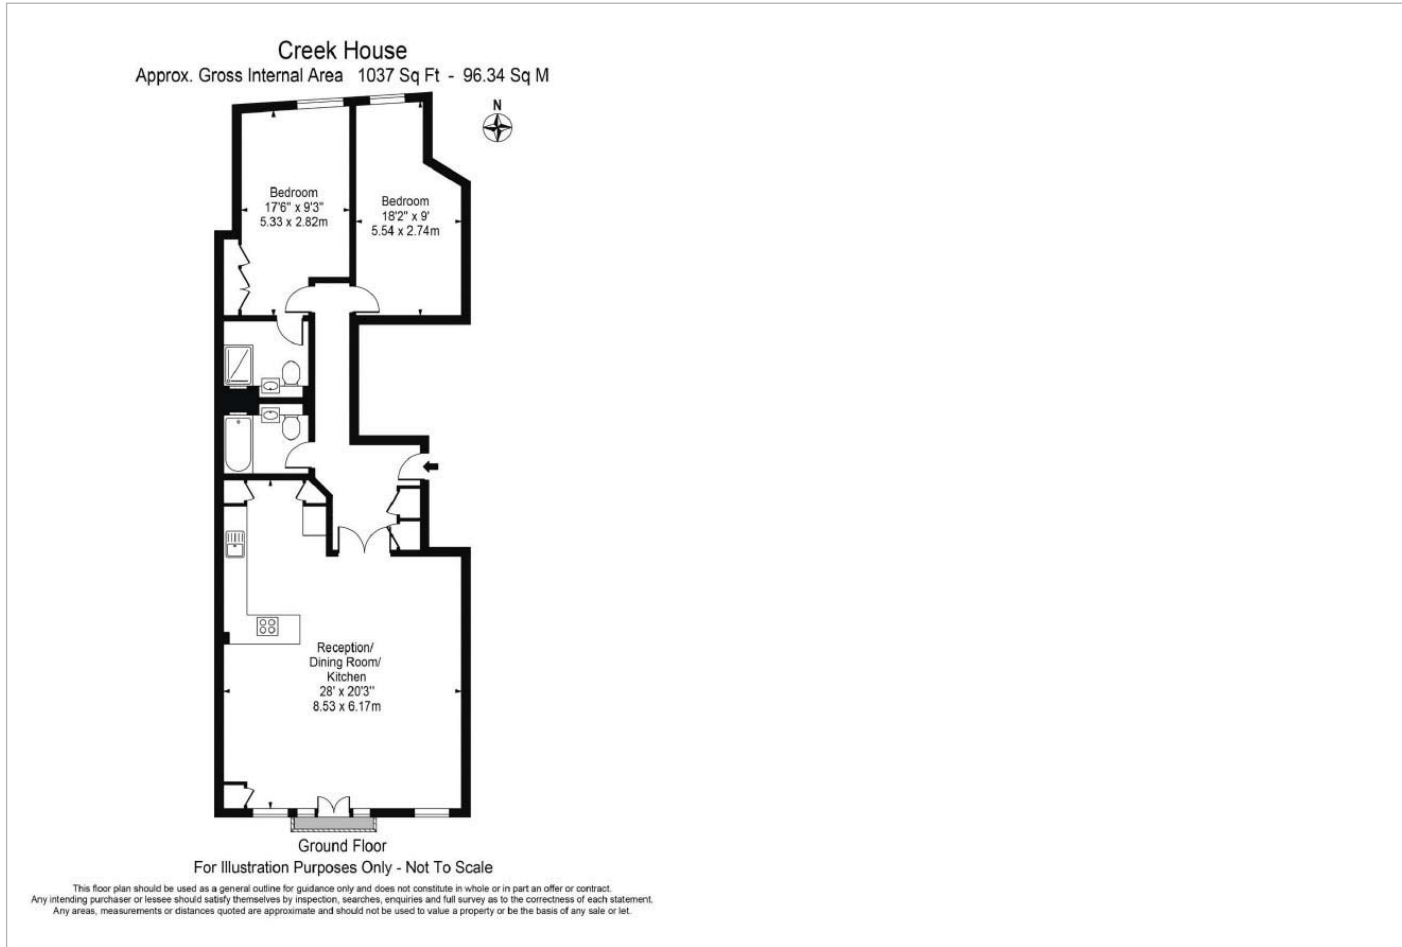 Creek House
Approx. Gross Internal Area 1037 Sq Ft - 96.34 Sq M
N
Bedroom
17'6" x 9'3"
5.33 x 2.82m
Bedroom
18'2" x 9'
5.54 x 2.74m
Reception/
Dining Room/
Kitchen
28' x 20'3"
8.53 x 6.17m
Ground Floor
For Illustration Purposes Only - Not To Scale
This floor plan should be used as a general outline for guidance only and does not constitute in whole or in part an offer or contract.
Any intending purchaser or lessee should satisfy themselves by inspection, searches, enquiries and full survey as to the correctness of each statement.
Any areas, measurements or distances quoted are approximate and should not be used to value a property or be the basis of any sale or let.